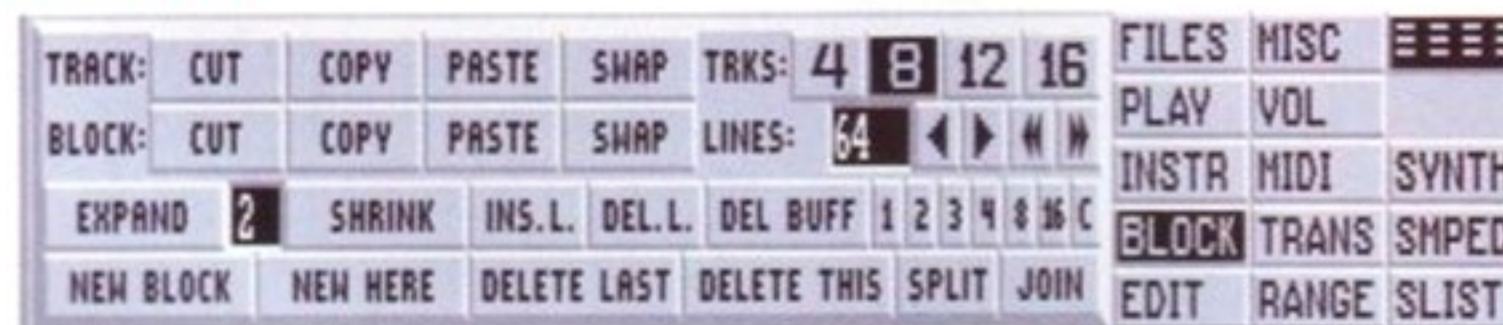 TRACK: CUT COPY PASTE SWAP TRKS: 4 8 12 16
BLOCK: CUT COPY PASTE SWAP LINES: 64
EXPAND 2 SHRINK INS.L. DEL.L. DEL BUFF 1 2 3 4 8 16 C
NEW BLOCK NEW HERE DELETE LAST DELETE THIS SPLIT JOIN
FILES MISC
PLAY VOL
INSTR MIDI SYNTH
BLOCK TRANS SMPED
EDIT RANGE SLIST